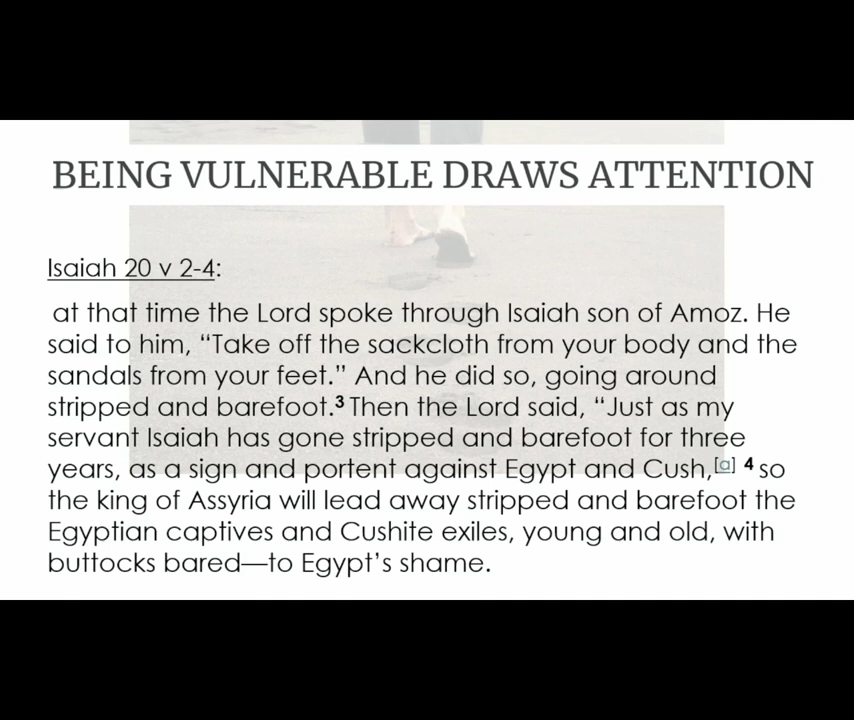 BEING VULNERABLE DRAWS ATTENTION
Isaiah 20 v 2-4:
at that time the Lord spoke through Isaiah son of Amoz. He
said to him, “Take off the sackcloth from your body and the
sandals from your feet.” And he did so, going around
stripped and barefoot.³ Then the Lord said, “Just as my
servant Isaiah has gone stripped and barefoot for three
years, as a sign and portent against Egypt and Cush,[a] ⁴ so
the king of Assyria will lead away stripped and barefoot the
Egyptian captives and Cushite exiles, young and old, with
buttocks bared—to Egypt’s shame.